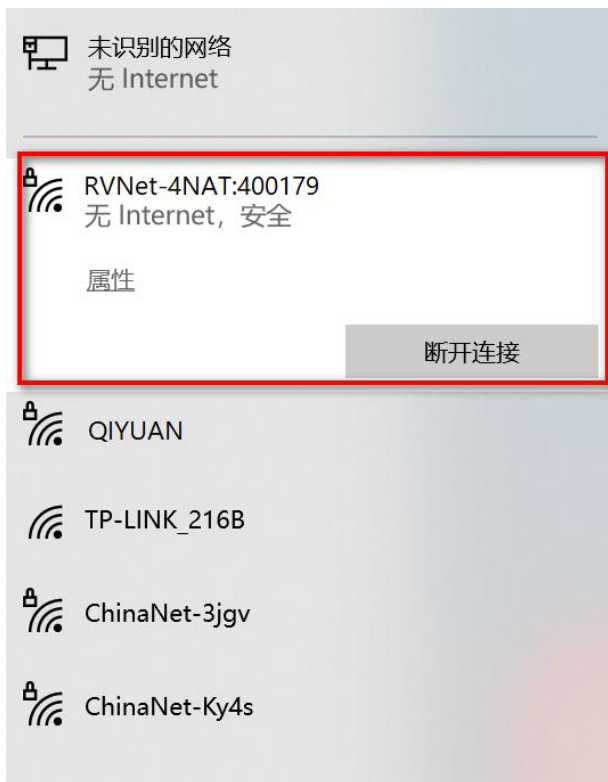 未识别的网络
无 Internet
RVNet-4NAT:400179
无 Internet，安全
属性
断开连接
QIYUAN
TP-LINK_216B
ChinaNet-3jgv
ChinaNet-Ky4s